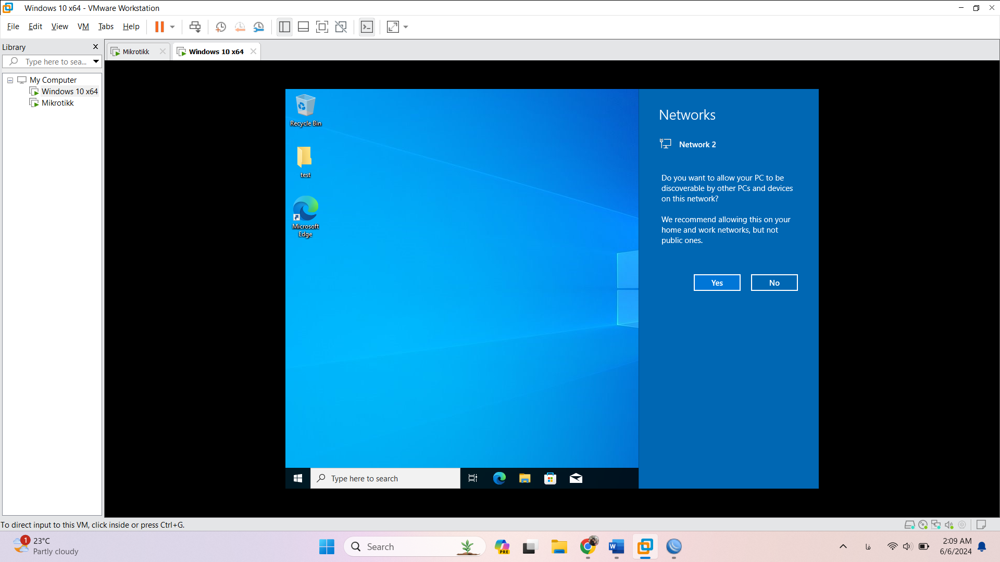 Windows 10 x64 - VMware Workstation
File Edit View VM Tabs Help
Library
Type here to sea...
My Computer
Windows 10 x64
Mikrotikk
Mikrotikk
Windows 10 x64
Recycle Bin
test
Microsoft
Edge
Networks
Network 2
Do you want to allow your PC to be
discoverable by other PCs and devices
on this network?
We recommend allowing this on your
home and work networks, but not
public ones.
Yes No
Type here to search
To direct input to this VM, click inside or press Ctrl+G.
1
23°C
Partly cloudy
Search
PRE
W
فا
2:09 AM
6/6/2024